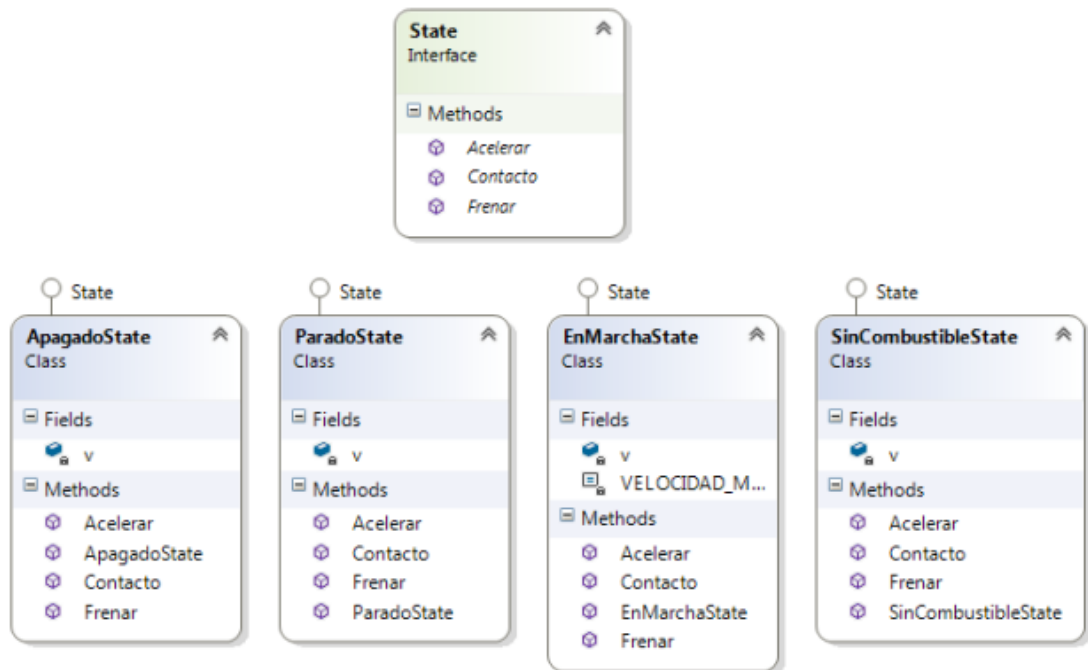 State
Interface
Methods
Acelerar
Contacto
Frenar
State
ApagadoState
Class
Fields
v
Methods
Acelerar
ApagadoState
Contacto
Frenar
State
ParadoState
Class
Fields
v
Methods
Acelerar
Contacto
Frenar
ParadoState
State
EnMarchaState
Class
Fields
v
VELOCIDAD_M...
Methods
Acelerar
Contacto
EnMarchaState
Frenar
State
SinCombustibleState
Class
Fields
v
Methods
Acelerar
Contacto
Frenar
SinCombustibleState